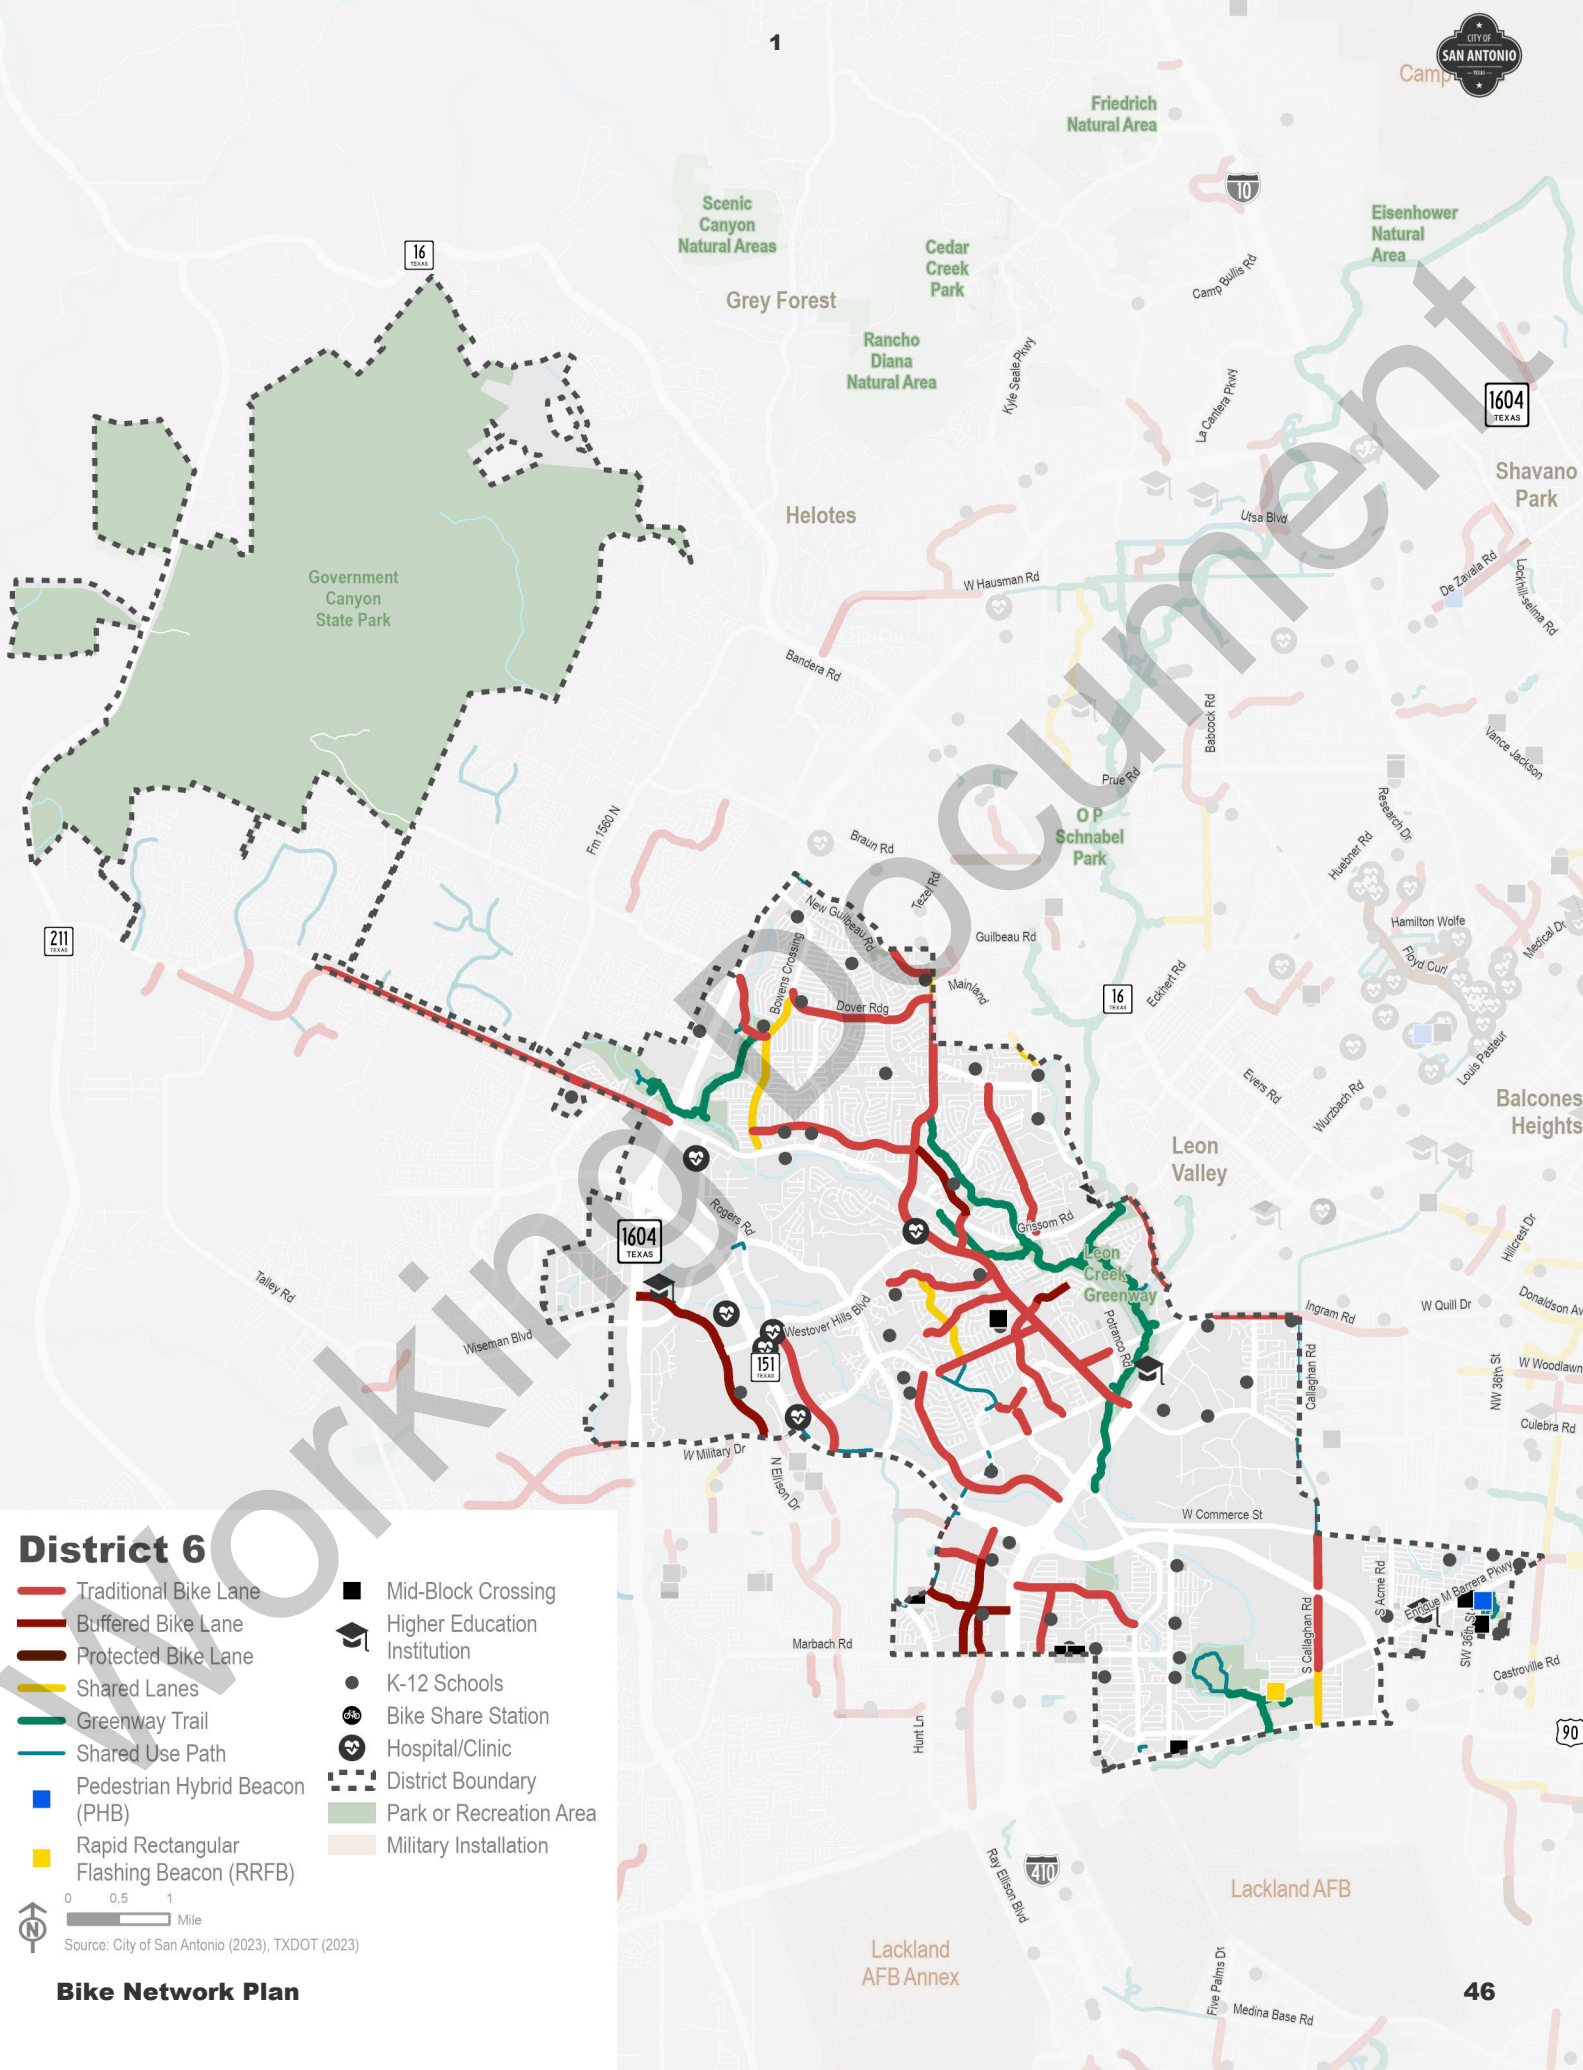 1
CITY OF
SAN ANTONIO
TEXAS
Camp
Friedrich
Natural Area
10
Scenic
Canyon
Natural Areas
Eisenhower
Natural
Area
16
TEXAS
Cedar
Creek
Park
Camp Bullis Rd
Grey Forest
Rancho
Diana
Natural Area
Kyle Seale Pkwy
La Cantera Pkwy
1604
TEXAS
Shavano
Park
Helotes
Utsa Blvd
Government
Canyon
State Park
W Hausman Rd
De Zavala Rd
Lockhill-selma Rd
Bandera Rd
Babcock Rd
Vance Jackson
Prue Rd
Research Dr
Fm 1560 N
O P
Schnabel
Park
Braun Rd
Huebner Rd
Tezel Rd
New Guilbeau Rd
Hamilton Wolfe
Medical Dr
Guilbeau Rd
211
TEXAS
Floyd Curl
Bowens Crossing
Eckhert Rd
Mainland
16
TEXAS
Dover Rdg
Louis Pasteur
Evers Rd
Wurzbach Rd
Balcones
Heights
Leon
Valley
Rogers Rd
Grissom Rd
1604
TEXAS
Hillcrest Dr
Leon
Creek
Greenway
Talley Rd
Westover Hills Blvd
Ingram Rd
W Quill Dr
Donaldson Av
Wiseman Blvd
Potranco Rd
Callaghan Rd
151
TEXAS
NW 36th St
W Woodlawn
Culebra Rd
W Military Dr
N Ellison Dr
W Commerce St
S Acme Rd
Enrique M Barrera Pkwy
S Callaghan Rd
SW 36th St
Marbach Rd
Castroville Rd
Hunt Ln
90
Ray Ellison Blvd
410
Lackland AFB
Lackland
AFB Annex
Five Palms Dr
Medina Base Rd
Working Document
District 6
Traditional Bike Lane
Buffered Bike Lane
Protected Bike Lane
Shared Lanes
Greenway Trail
Shared Use Path
Pedestrian Hybrid Beacon
(PHB)
Rapid Rectangular
Flashing Beacon (RRFB)
Mid-Block Crossing
Higher Education
Institution
K-12 Schools
Bike Share Station
Hospital/Clinic
District Boundary
Park or Recreation Area
Military Installation
0 0.5 1
Mile
N
Source: City of San Antonio (2023), TXDOT (2023)
Bike Network Plan
46